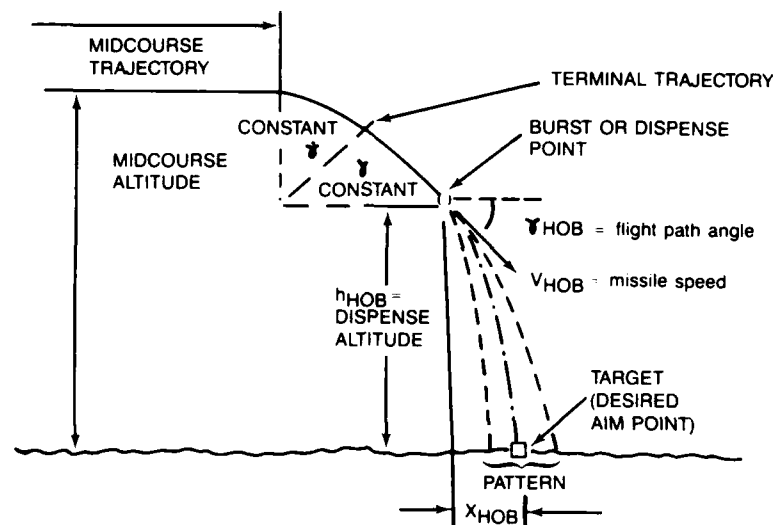 MIDCOURSE
TRAJECTORY
TERMINAL TRAJECTORY
CONSTANT
γ̇
BURST OR DISPENSE
POINT
MIDCOURSE
ALTITUDE
γ
CONSTANT
γHOB = flight path angle
VHOB = missile speed
hHOB =
DISPENSE
ALTITUDE
TARGET
(DESIRED
AIM POINT)
PATTERN
XHOB